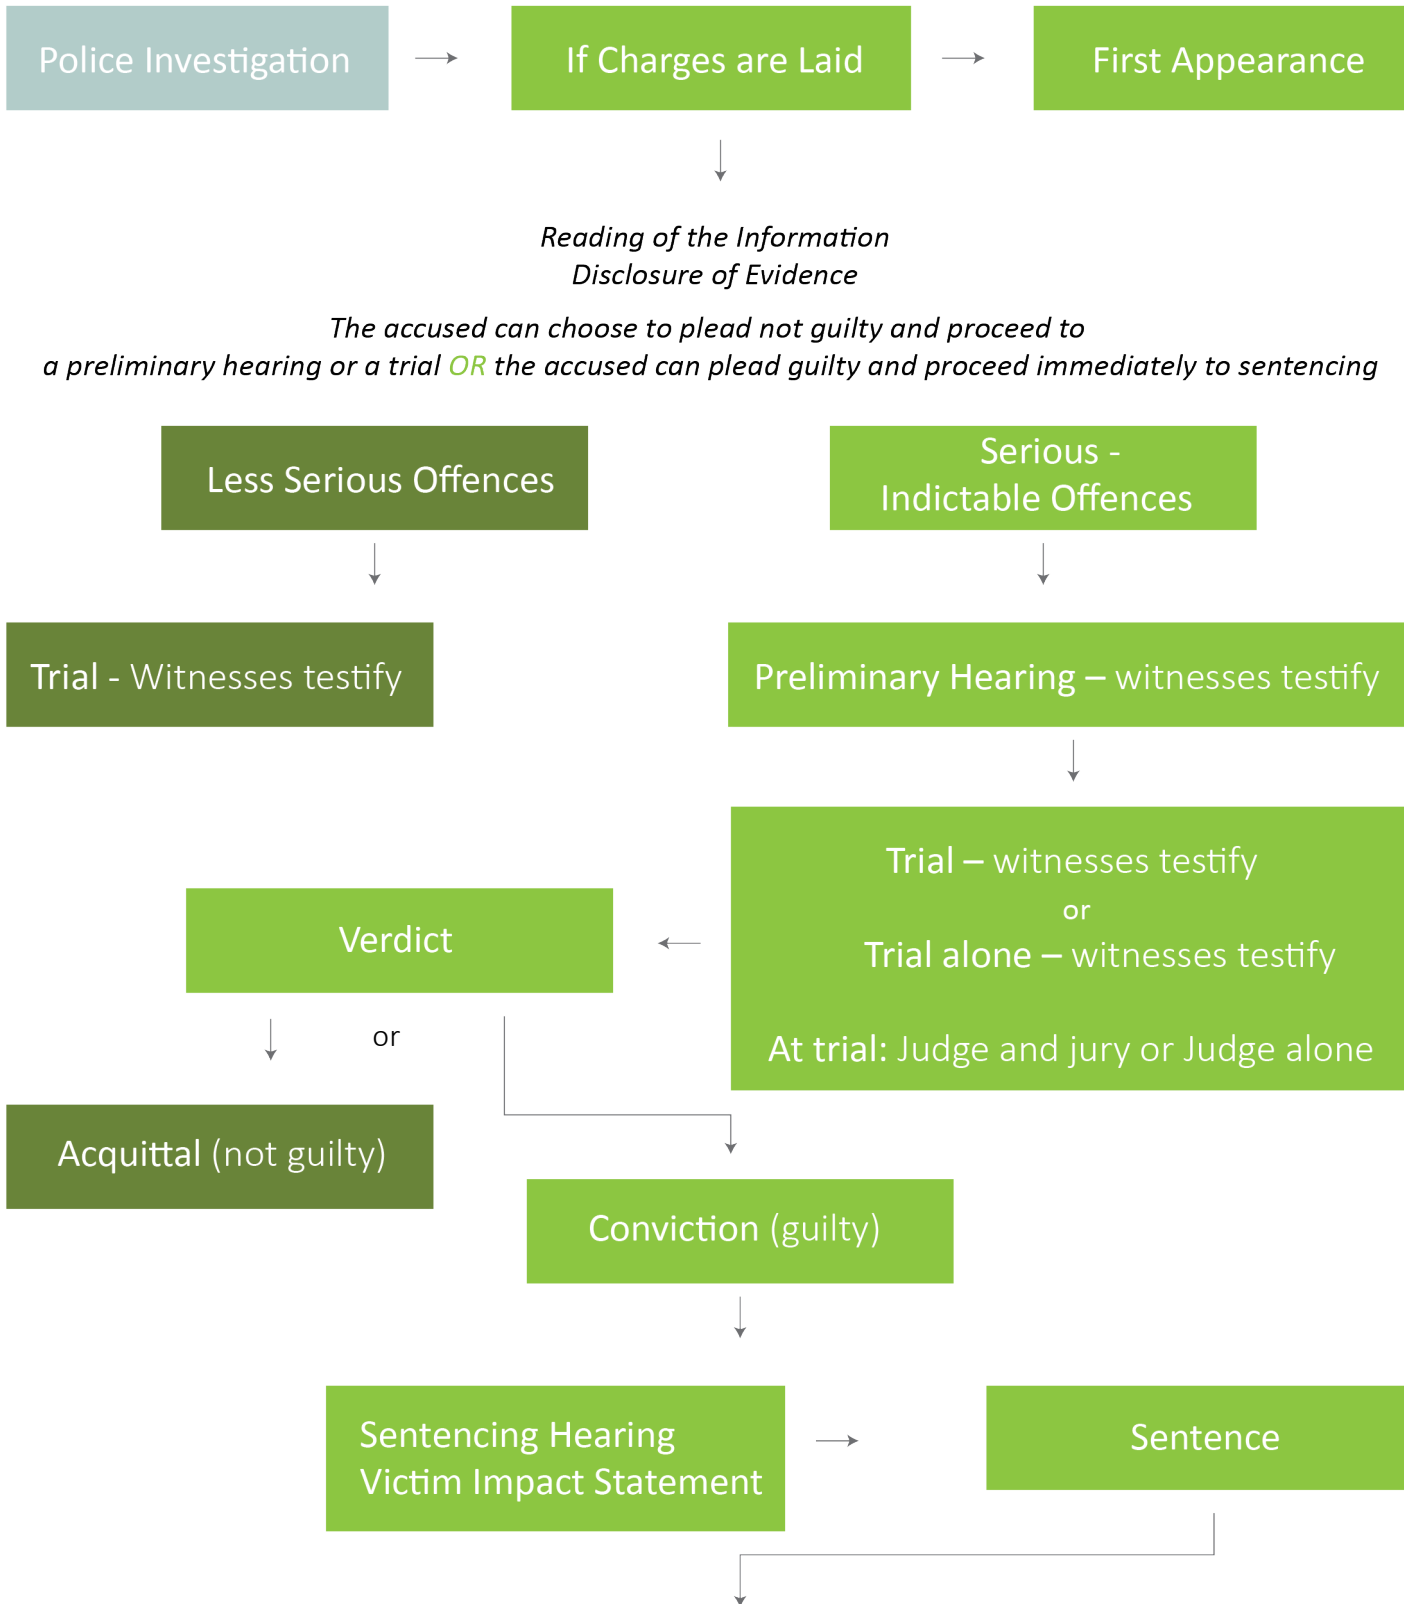 Police Investigation
If Charges are Laid
First Appearance
Reading of the Information
Disclosure of Evidence
The accused can choose to plead not guilty and proceed to
a preliminary hearing or a trial OR the accused can plead guilty and proceed immediately to sentencing
Less Serious Offences
Serious -
Indictable Offences
Trial - Witnesses testify
Preliminary Hearing – witnesses testify
Trial – witnesses testify
or
Trial alone – witnesses testify
At trial: Judge and jury or Judge alone
Verdict
or
Acquittal (not guilty)
Conviction (guilty)
Sentencing Hearing
Victim Impact Statement
Sentence